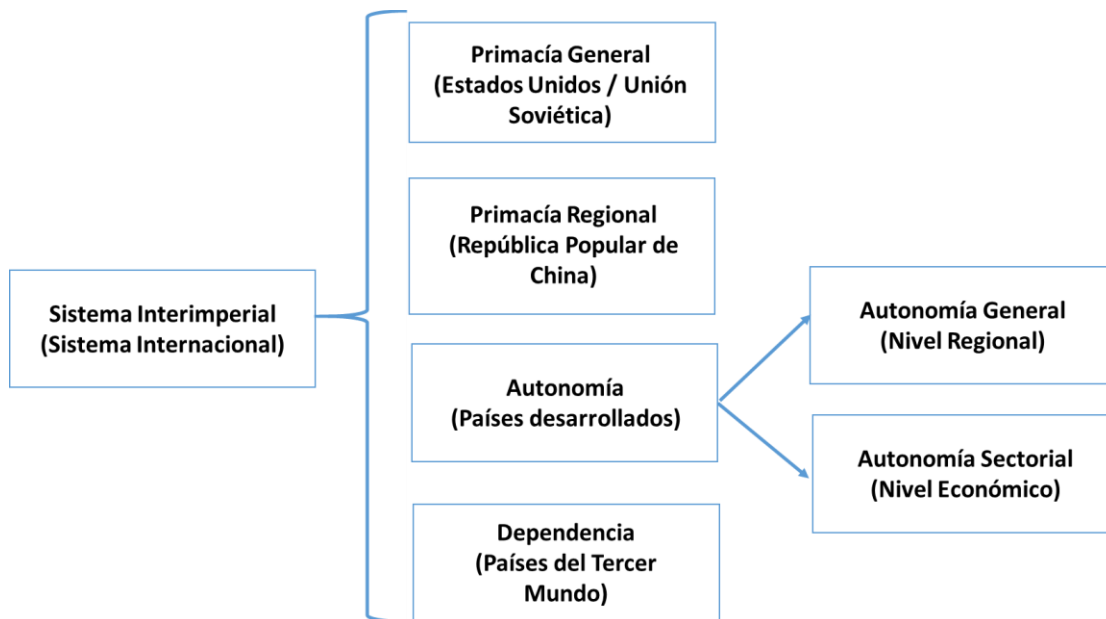 Primacía General
(Estados Unidos / Unión
Soviética)
Primacía Regional
(República Popular de
China)
Sistema Interimperial
(Sistema Internacional)
Autonomía
(Países desarrollados)
Autonomía General
(Nivel Regional)
Autonomía Sectorial
(Nivel Económico)
Dependencia
(Países del Tercer
Mundo)